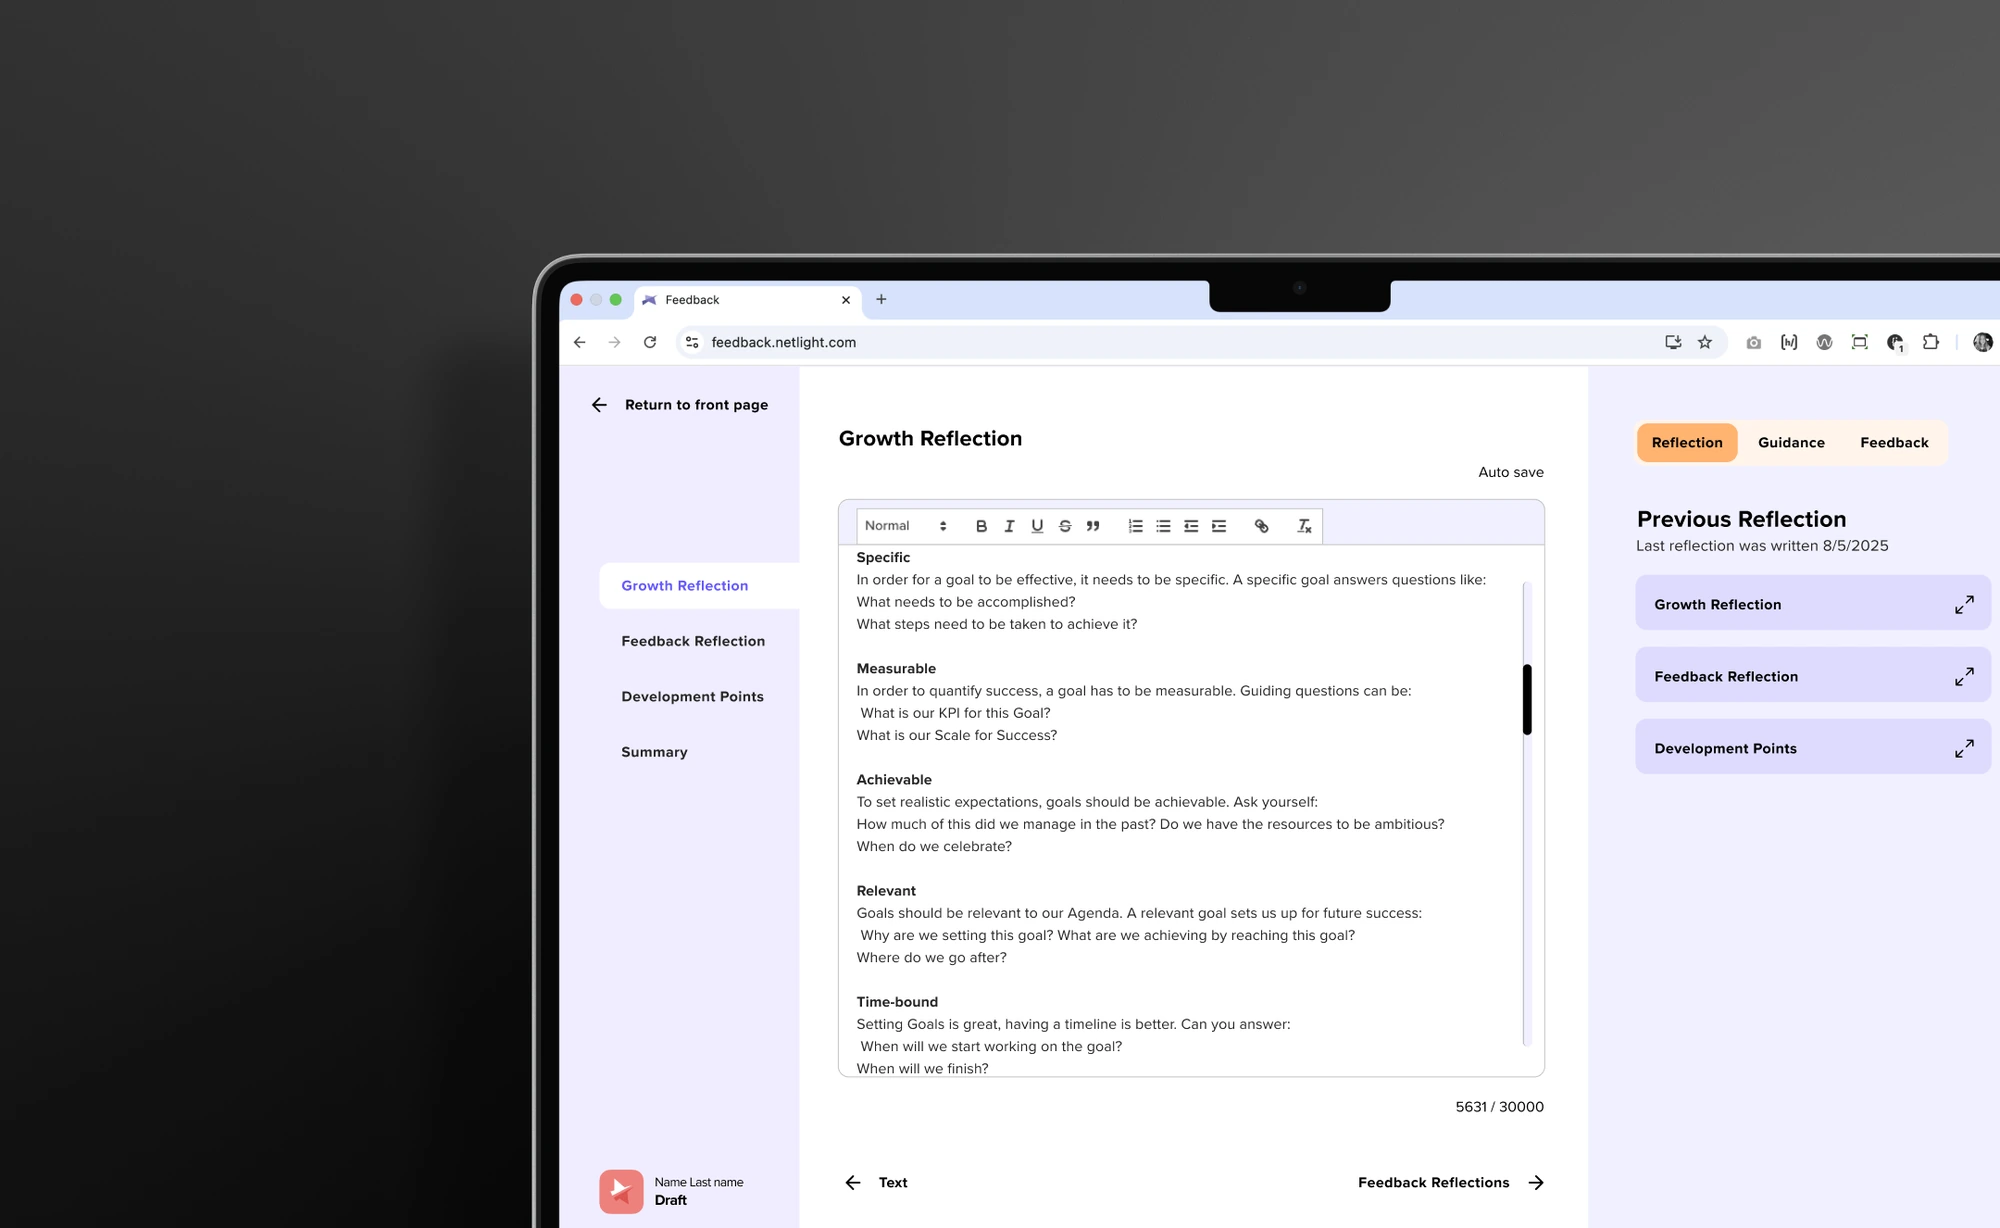 Feedback
feedback.netlight.com
1
Return to front page
Growth Reflection
Feedback Reflection
Development Points
Summary
Name Last name
Draft
Growth Reflection
Auto save
Normal
Specific
In order for a goal to be effective, it needs to be specific. A specific goal answers questions like:
What needs to be accomplished?
What steps need to be taken to achieve it?
Measurable
In order to quantify success, a goal has to be measurable. Guiding questions can be:
What is our KPI for this Goal?
What is our Scale for Success?
Achievable
To set realistic expectations, goals should be achievable. Ask yourself:
How much of this did we manage in the past? Do we have the resources to be ambitious?
When do we celebrate?
Relevant
Goals should be relevant to our Agenda. A relevant goal sets us up for future success:
Why are we setting this goal? What are we achieving by reaching this goal?
Where do we go after?
Time-bound
Setting Goals is great, having a timeline is better. Can you answer:
When will we start working on the goal?
When will we finish?
5631 / 30000
Text
Feedback Reflections
Reflection Guidance Feedback
Previous Reflection
Last reflection was written 8/5/2025
Growth Reflection
Feedback Reflection
Development Points